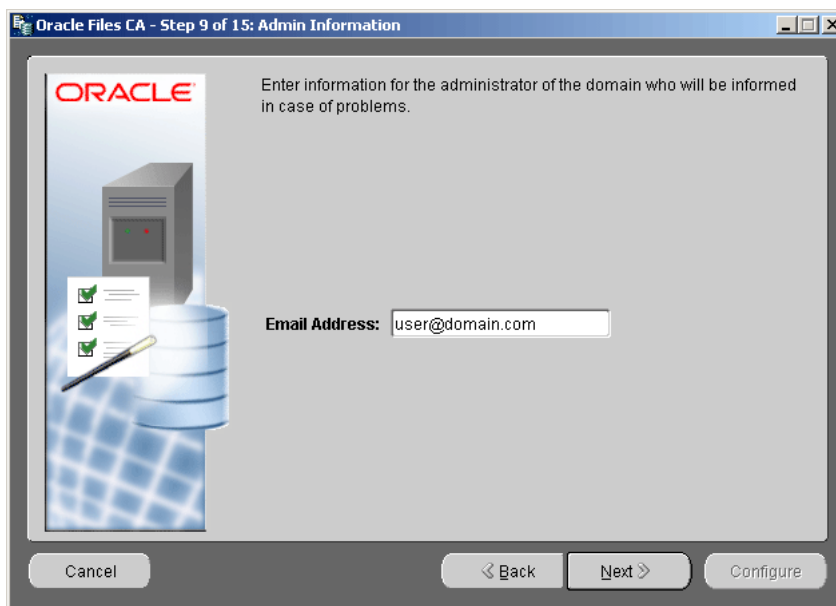 Oracle Files CA - Step 9 of 15: Admin Information
ORACLE
Enter information for the administrator of the domain who will be informed
in case of problems.
Email Address: user@domain.com
Cancel
Back
Next
Configure